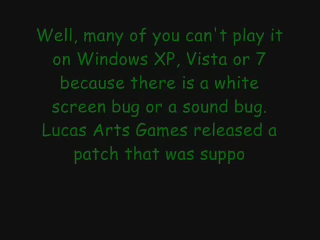 Well, many of you can't play it
on Windows XP, Vista or 7
because there is a white
screen bug or a sound bug.
Lucas Arts Games released a
patch that was suppo